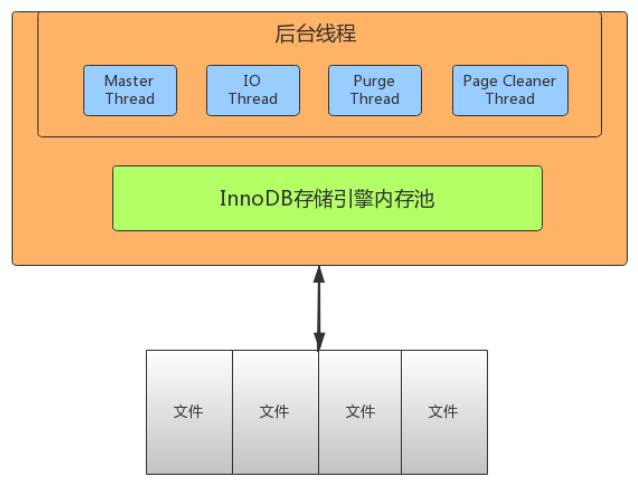 后台线程
Master
Thread
IO
Thread
Purge
Thread
Page Cleaner
Thread
InnoDB存储引擎内存池
文件
文件
文件
文件